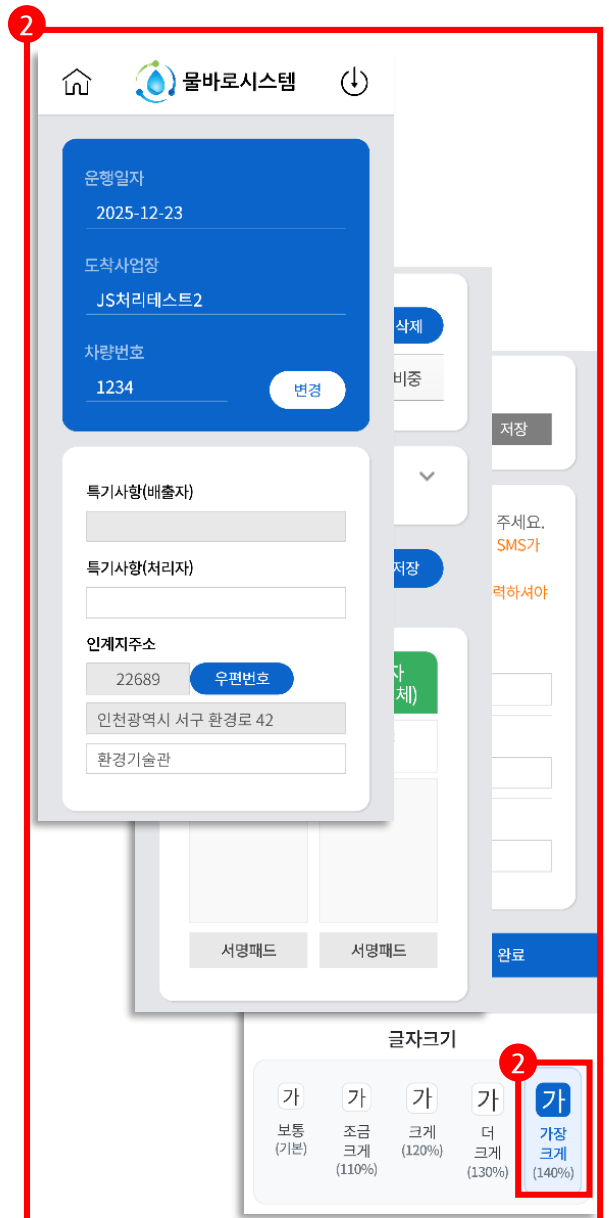 2
물바로시스템
운행일자
2025-12-23
도착사업장
JS처리테스트2
차량번호
1234
변경
특기사항(배출자)
특기사항(처리자)
인계지주소
22689
우편번호
인천광역시 서구 환경로 42
환경기술관
삭제
비중
저장
자
체)
서명패드
서명패드
저장
주세요.
SMS가
력하셔야
완료
글자크기
2
가
보통
(기본)
가
조금
크게
(110%)
가
크게
(120%)
가
더
크게
(130%)
가
가장
크게
(140%)